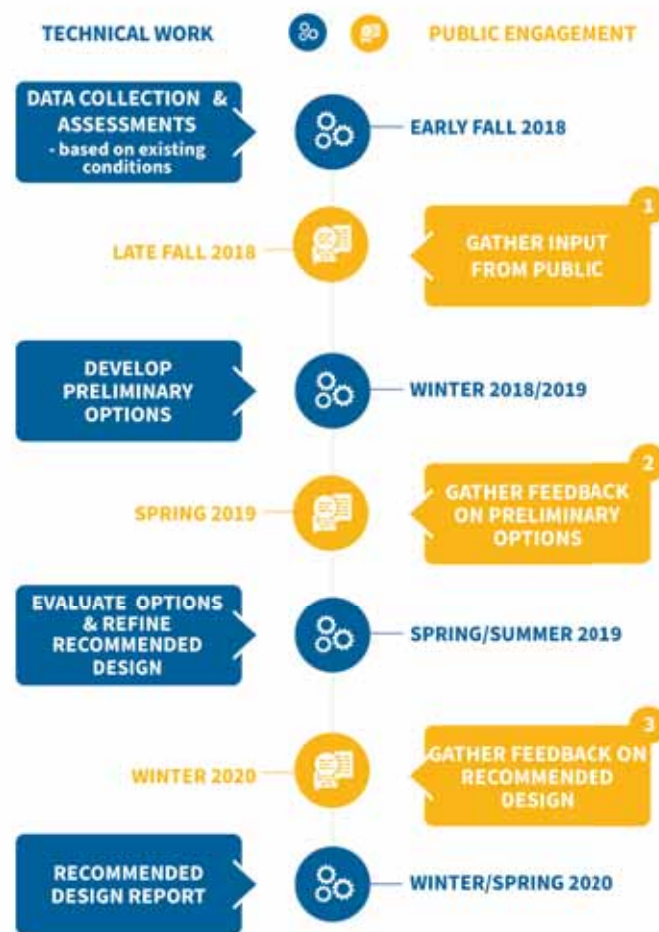 TECHNICAL WORK
PUBLIC ENGAGEMENT
DATA COLLECTION &
ASSESSMENTS
- based on existing
conditions
EARLY FALL 2018
LATE FALL 2018
1
GATHER INPUT
FROM PUBLIC
DEVELOP
PRELIMINARY
OPTIONS
WINTER 2018/2019
SPRING 2019
2
GATHER FEEDBACK
ON PRELIMINARY
OPTIONS
EVALUATE OPTIONS
& REFINE
RECOMMENDED
DESIGN
SPRING/SUMMER 2019
WINTER 2020
3
GATHER FEEDBACK ON
RECOMMENDED
DESIGN
RECOMMENDED
DESIGN REPORT
WINTER/SPRING 2020